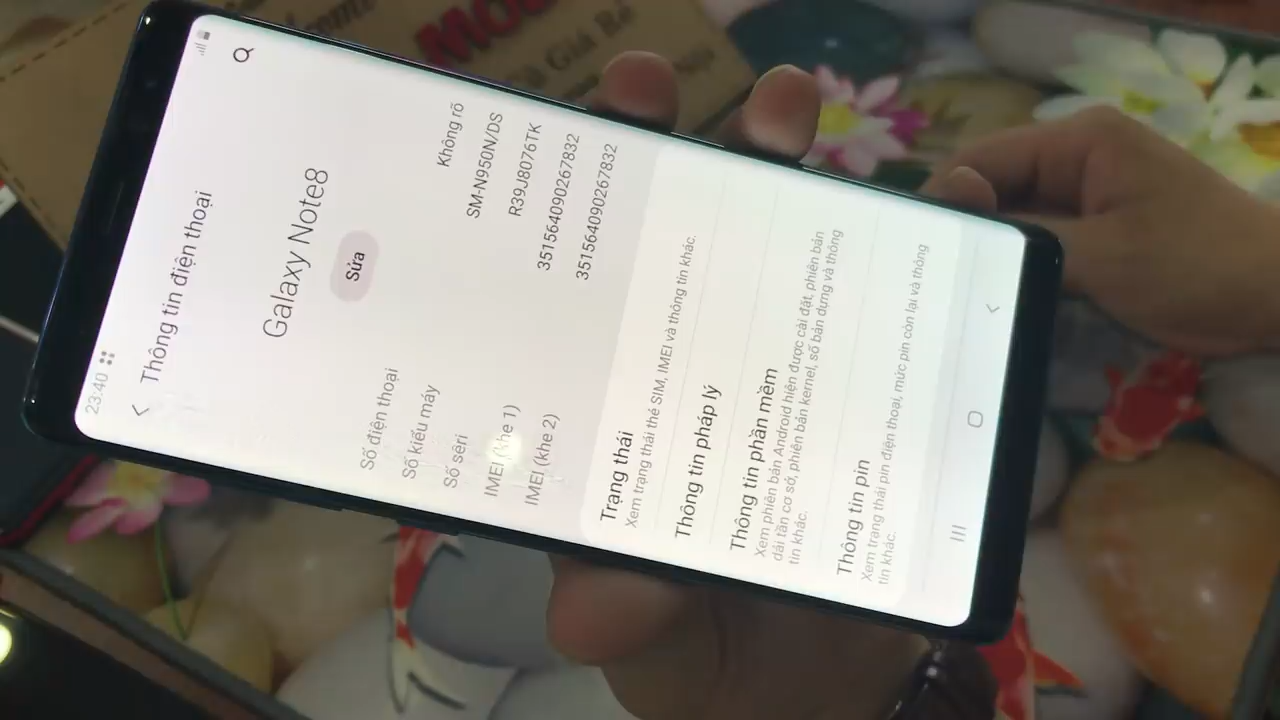 23:40
Thông tin điện thoại
Galaxy Note8
Sửa
Số điện thoại Không rõ
Số kiểu máy SM-N950N/DS
Số sêri R39J8076TK
IMEI (khe 1) 351564090267832
IMEI (khe 2) 351564090267832
Trạng thái
Xem trạng thái thẻ SIM, IMEI và thông tin khác.
Thông tin pháp lý
Thông tin phần mềm
Xem phiên bản Android hiện được cài đặt, phiên bản
dải tần cơ sở, phiên bản kernel, số bản dựng và thông
tin khác.
Thông tin pin
Xem trạng thái pin điện thoại, mức pin còn lại và thông
tin khác.
Giá Rẻ